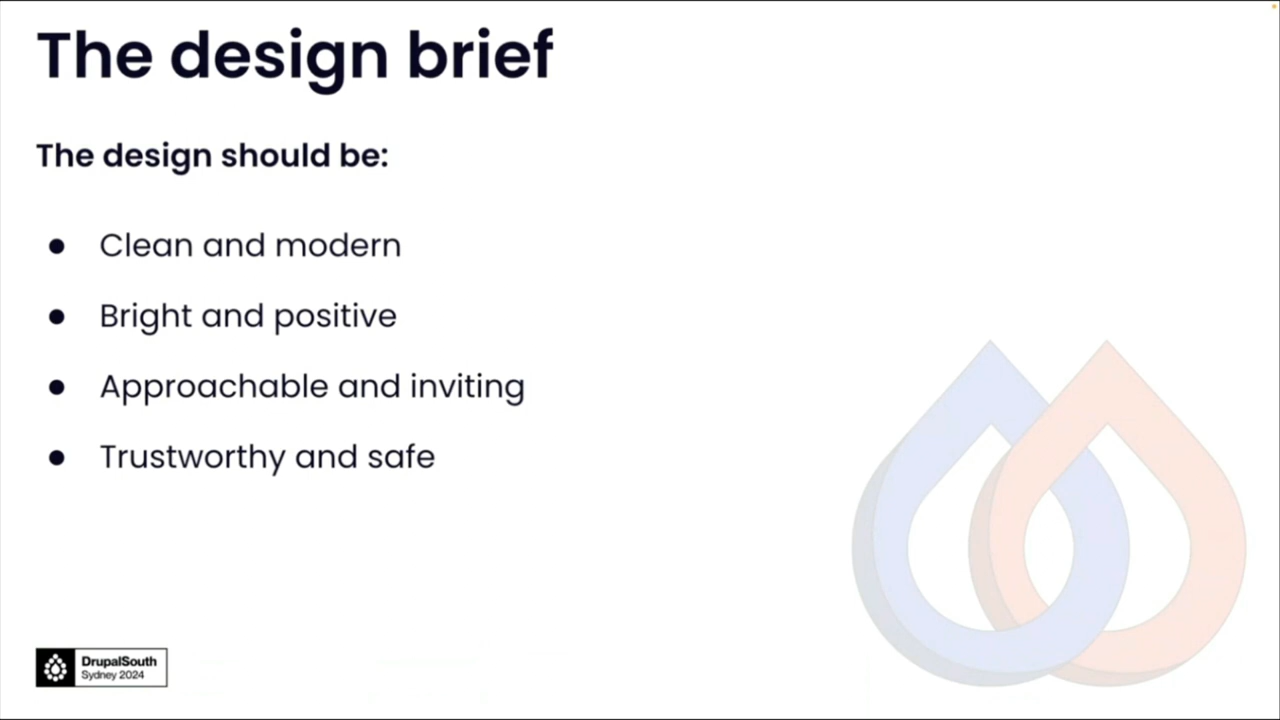 The design brief
The design should be:
● Clean and modern
● Bright and positive
● Approachable and inviting
● Trustworthy and safe
DrupalSouth
Sydney 2024